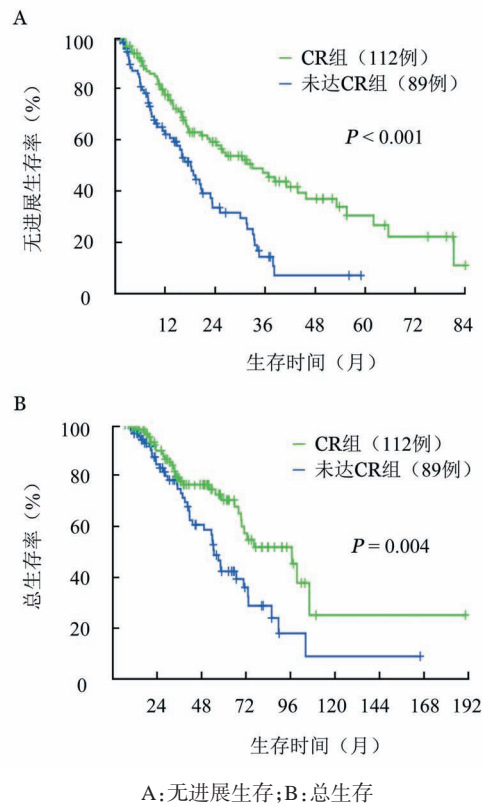 A
100
80
60
40
20
0
无进展生存率（%）
CR组（112例）
未达CR组（89例）
P < 0.001
12 24 36 48 60 72 84
生存时间（月）
B
100
80
60
40
20
0
总生存率（%）
CR组（112例）
未达CR组（89例）
P = 0.004
24 48 72 96 120 144 168 192
生存时间（月）
A:无进展生存;B:总生存